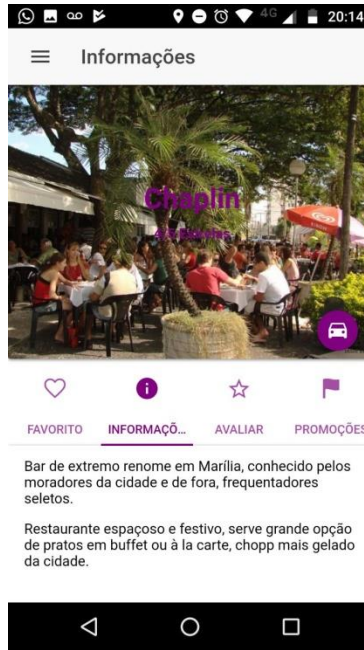 4G 20:14
Informações
Chaplin
FAVORITO INFORMAÇÕ... AVALIAR PROMOÇÕES
Bar de extremo renome em Marília, conhecido pelos
moradores da cidade e de fora, frequentadores
seletos.
Restaurante espaçoso e festivo, serve grande opção
de pratos em buffet ou à la carte, chopp mais gelado
da cidade.